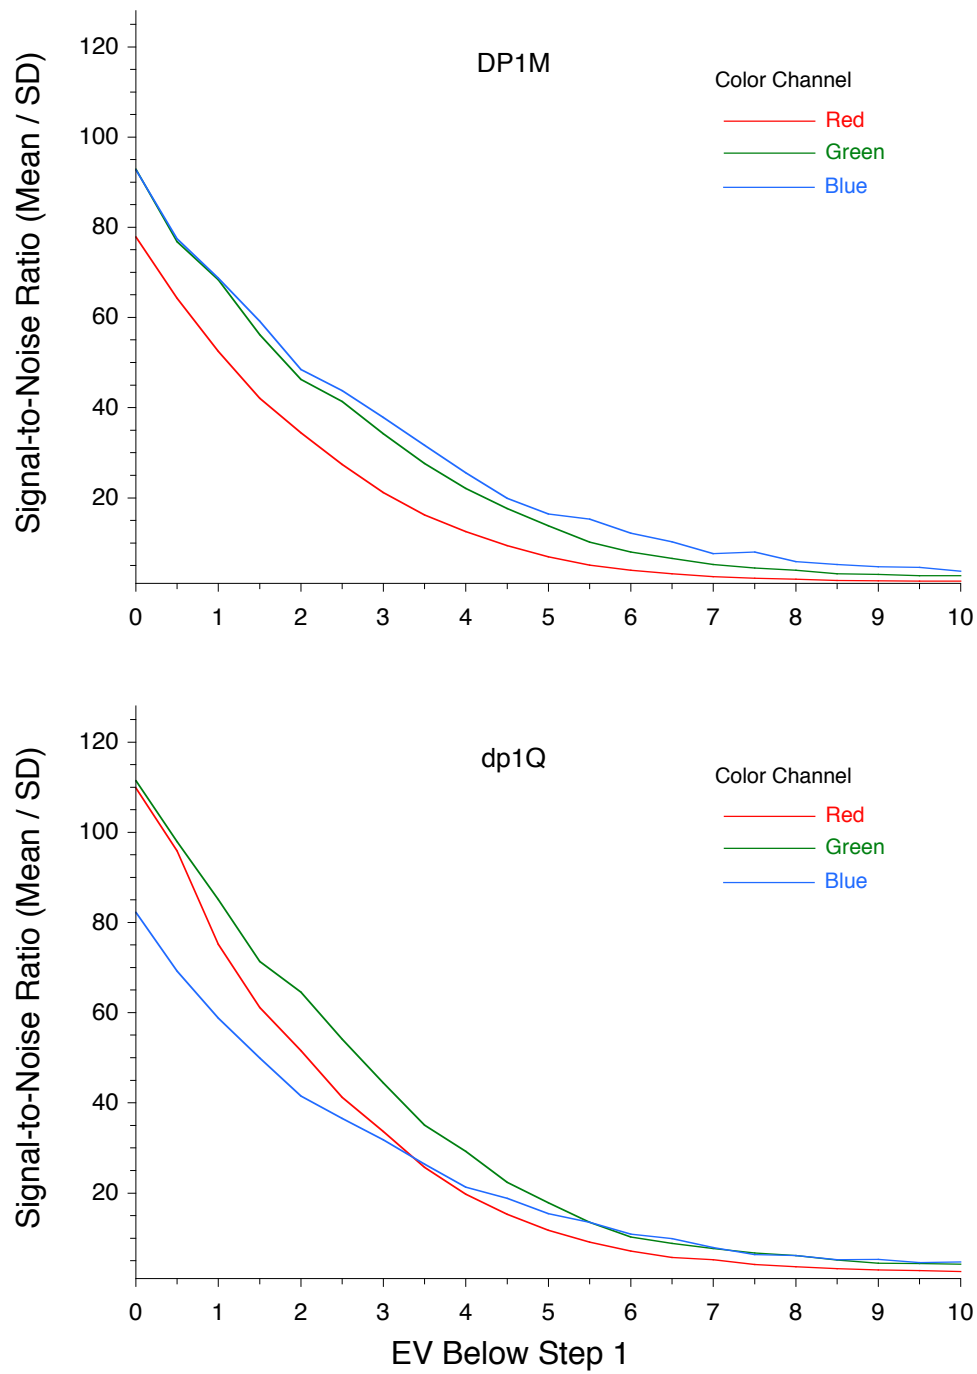 DP1M
Signal-to-Noise Ratio (Mean / SD)
120
100
80
60
40
20
Color Channel
Red
Green
Blue
0 1 2 3 4 5 6 7 8 9 10
dp1Q
Signal-to-Noise Ratio (Mean / SD)
120
100
80
60
40
20
Color Channel
Red
Green
Blue
0 1 2 3 4 5 6 7 8 9 10
EV Below Step 1